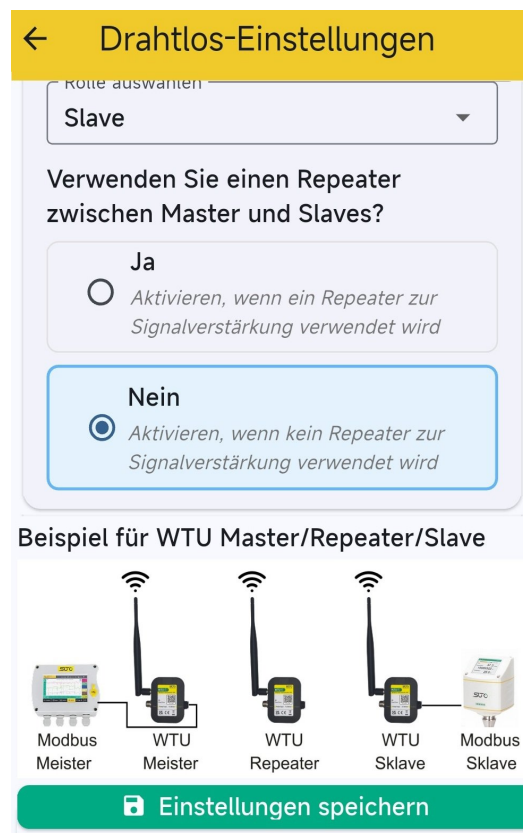 Drahtlos-Einstellungen
Rolle auswählen
Slave
Verwenden Sie einen Repeater
zwischen Master und Slaves?
Ja
Aktivieren, wenn ein Repeater zur
Signalverstärkung verwendet wird
Nein
Aktivieren, wenn kein Repeater zur
Signalverstärkung verwendet wird
Beispiel für WTU Master/Repeater/Slave
Modbus
Meister
WTU
Meister
WTU
Repeater
WTU
Sklave
Modbus
Sklave
Einstellungen speichern